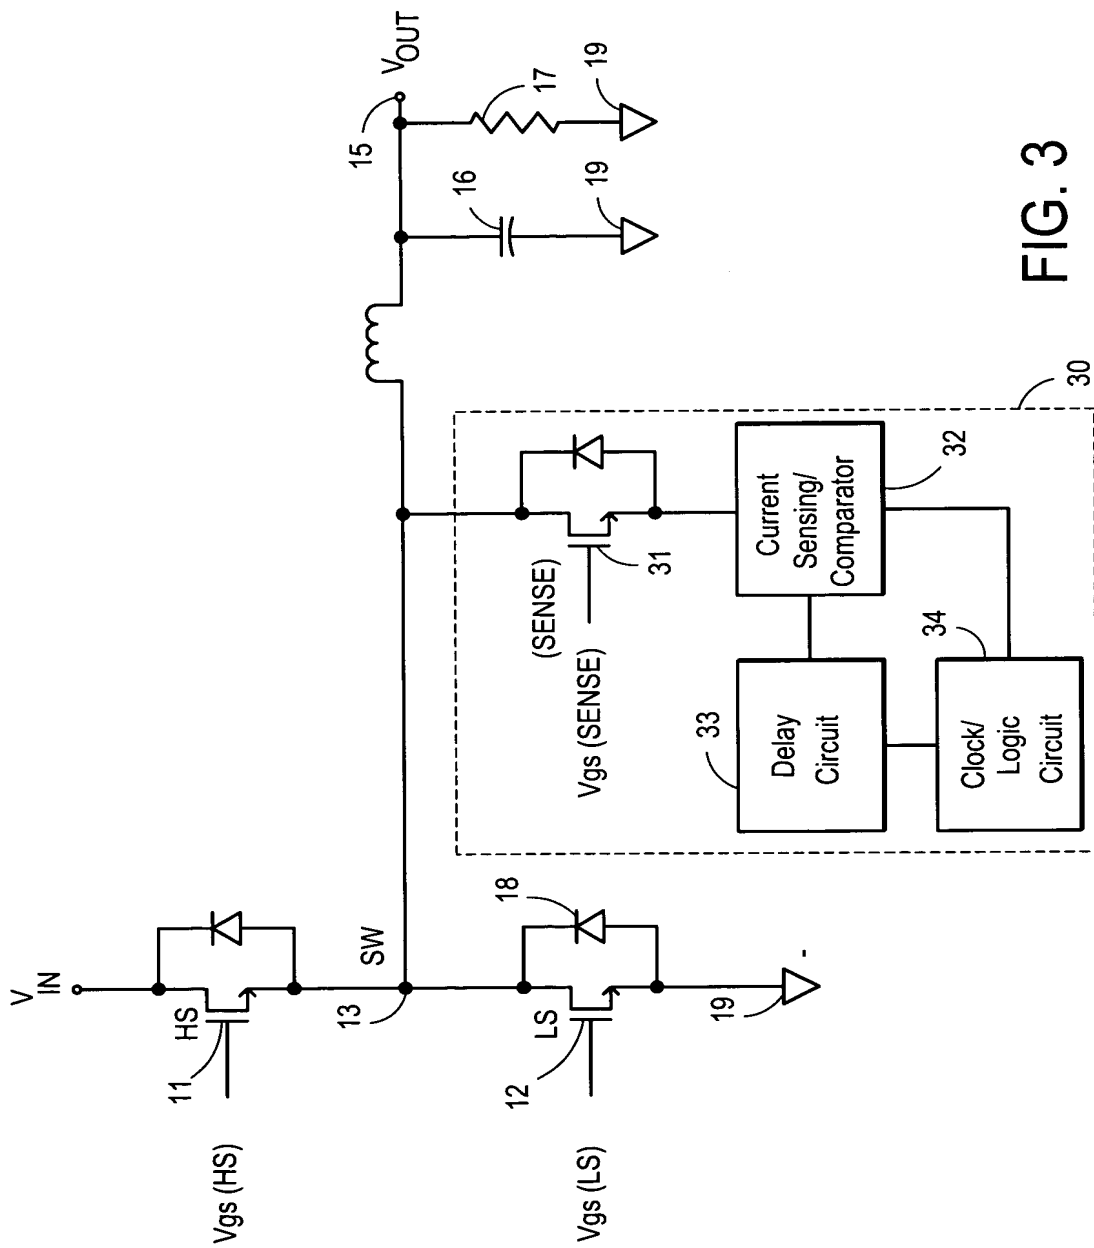 V IN
HS
11
Vgs (HS)
SW
13
LS
12
Vgs (LS)
18
19
(SENSE)
Vgs (SENSE)
31
Current
Sensing/
Comparator
32
33
Delay
Circuit
34
Clock/
Logic
Circuit
30
15
VOUT
16
17
19
19
FIG. 3